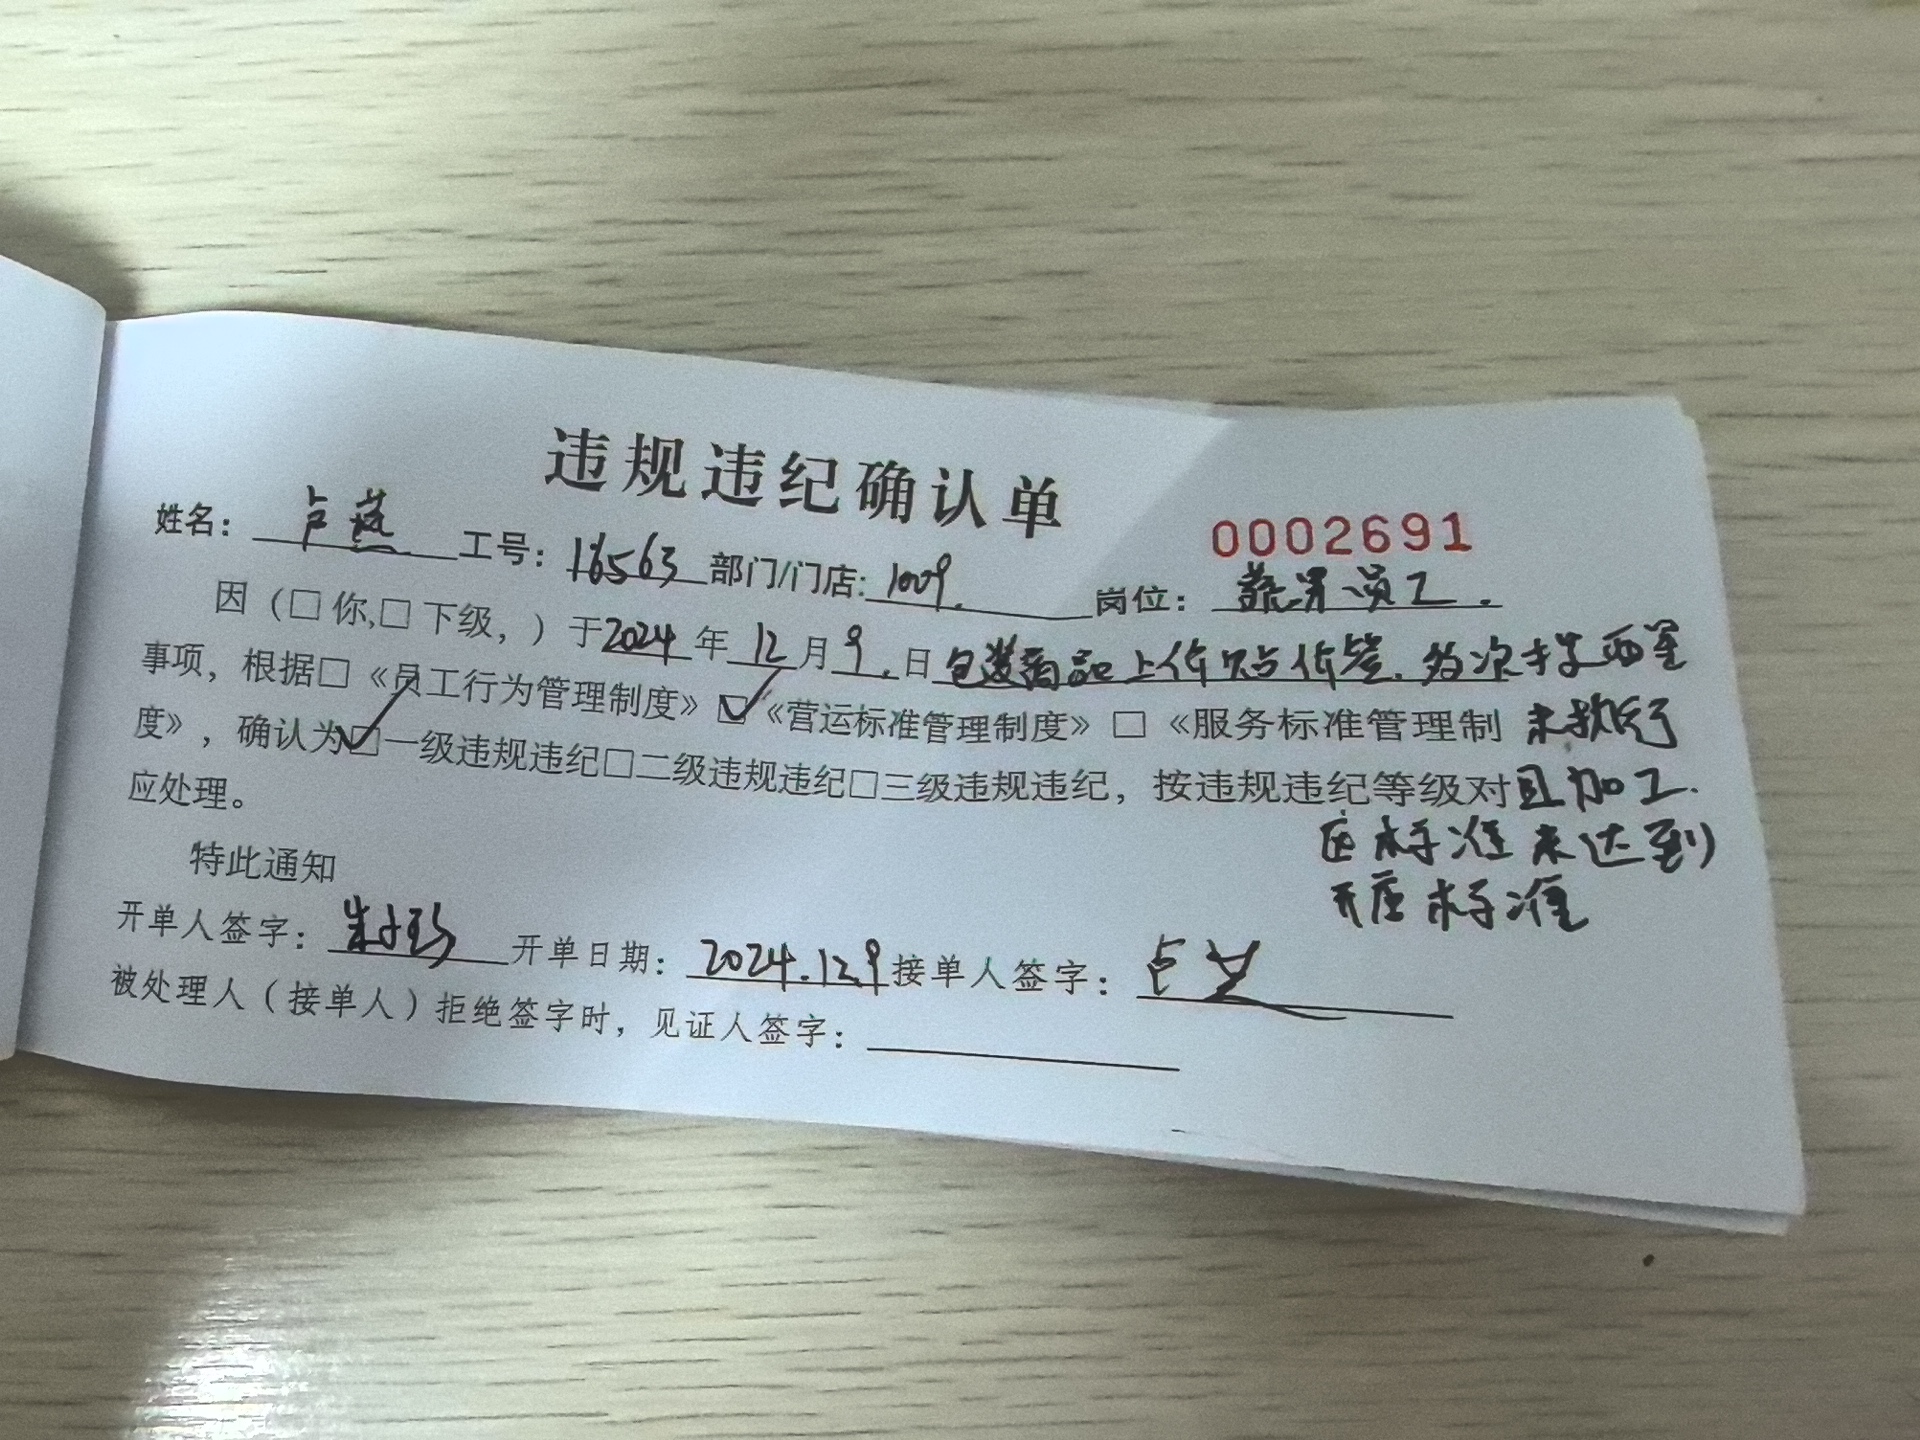 违规违纪确认单
0002691
姓名：卢燕 工号：16563 部门/门店：1009. 岗位：蔬果员工.
因（□你,□下级，）于2024年12月9.日包装商品上价贴价签.多次
事项，根据□《员工行为管理制度》☑《营运标准管理制度》□《服务标准管理制 未执行
度》，确认为☑一级违规违纪□二级违规违纪□三级违规违纪，按违规违纪等级对 且加工.
应处理。 区标准未达到
开店标准
特此通知
开单人签字： 开单日期：2024.12.9 接单人签字：卢
被处理人（接单人）拒绝签字时，见证人签字：